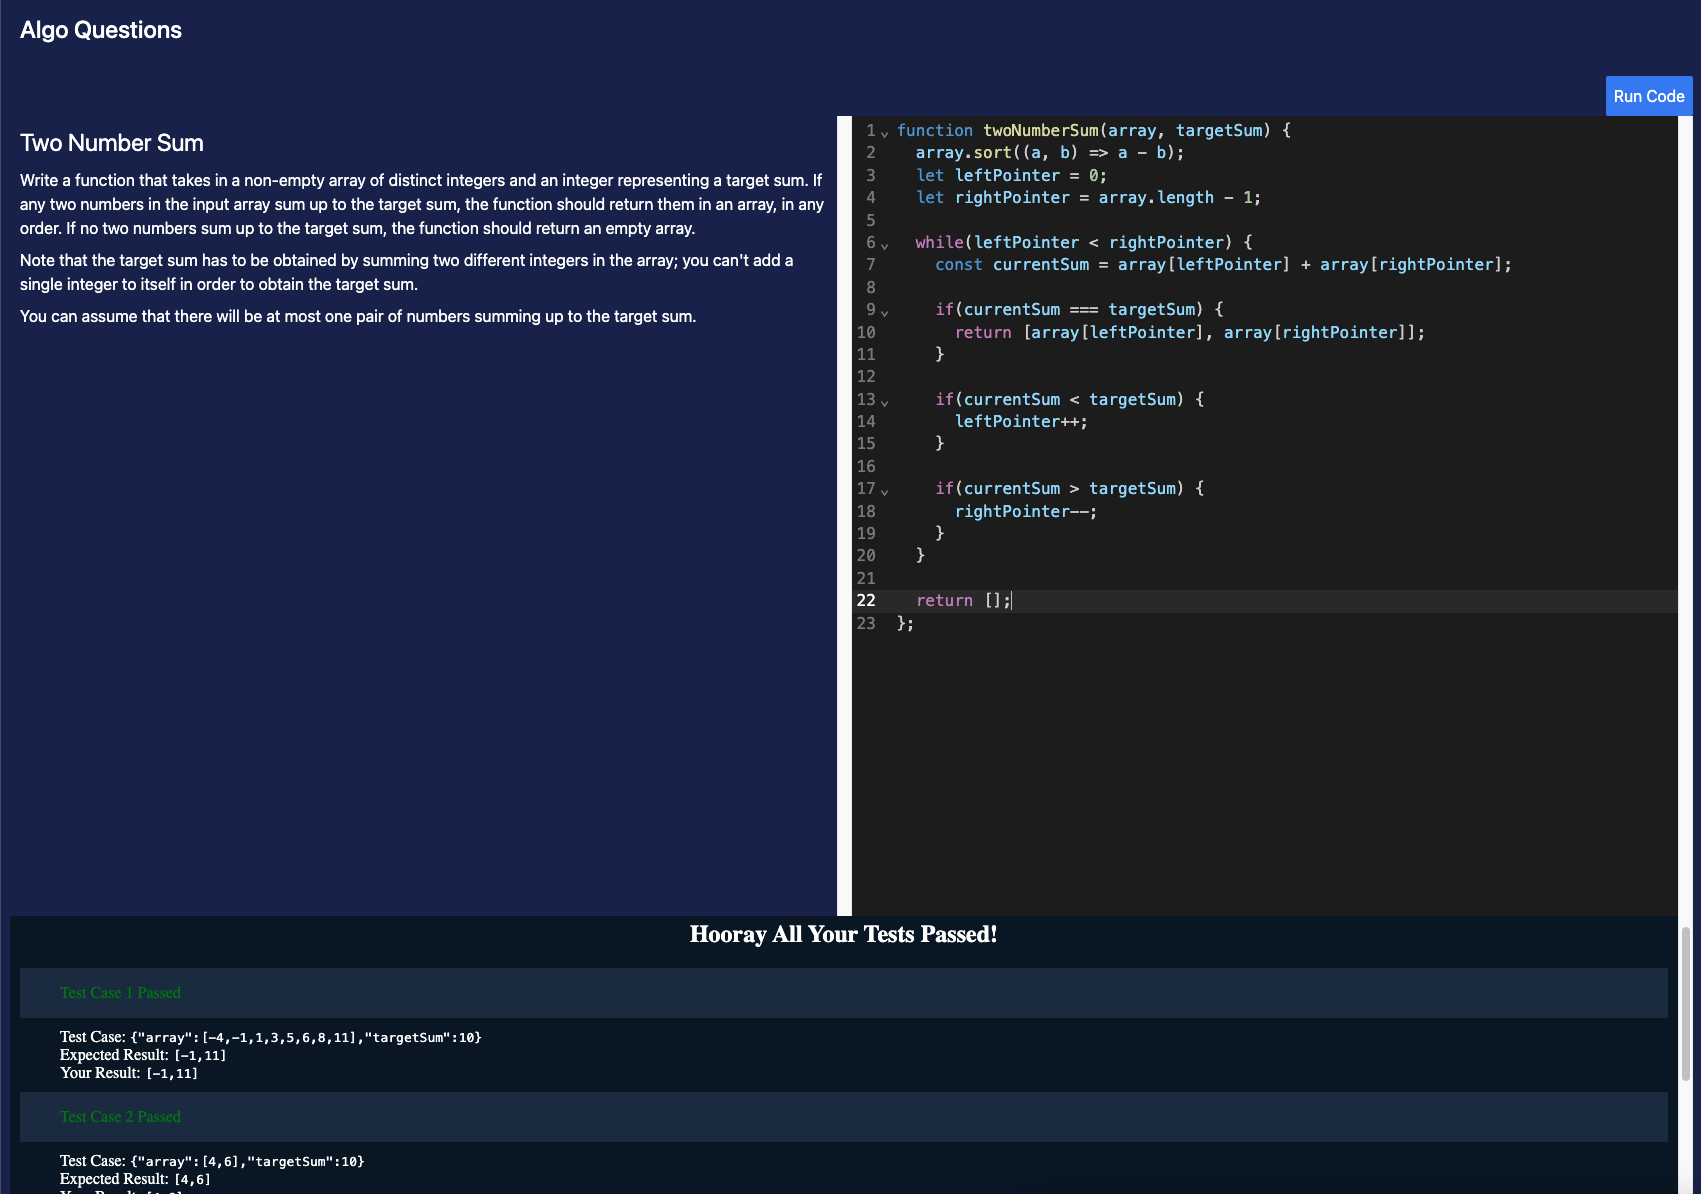 Algo Questions
Run Code
Two Number Sum
Write a function that takes in a non-empty array of distinct integers and an integer representing a target sum. If
any two numbers in the input array sum up to the target sum, the function should return them in an array, in any
order. If no two numbers sum up to the target sum, the function should return an empty array.
Note that the target sum has to be obtained by summing two different integers in the array; you can't add a
single integer to itself in order to obtain the target sum.
You can assume that there will be at most one pair of numbers summing up to the target sum.
1 function twoNumberSum(array, targetSum) {
2   array.sort((a, b) => a - b);
3   let leftPointer = 0;
4   let rightPointer = array.length - 1;
5
6   while(leftPointer < rightPointer) {
7     const currentSum = array[leftPointer] + array[rightPointer];
8
9     if(currentSum === targetSum) {
10       return [array[leftPointer], array[rightPointer]];
11     }
12
13     if(currentSum < targetSum) {
14       leftPointer++;
15     }
16
17     if(currentSum > targetSum) {
18       rightPointer--;
19     }
20   }
21
22   return [];
23 };
Hooray All Your Tests Passed!
Test Case 1 Passed
Test Case: {"array":[-4,-1,1,3,5,6,8,11],"targetSum":10}
Expected Result: [-1,11]
Your Result: [-1,11]
Test Case 2 Passed
Test Case: {"array":[4,6],"targetSum":10}
Expected Result: [4,6]